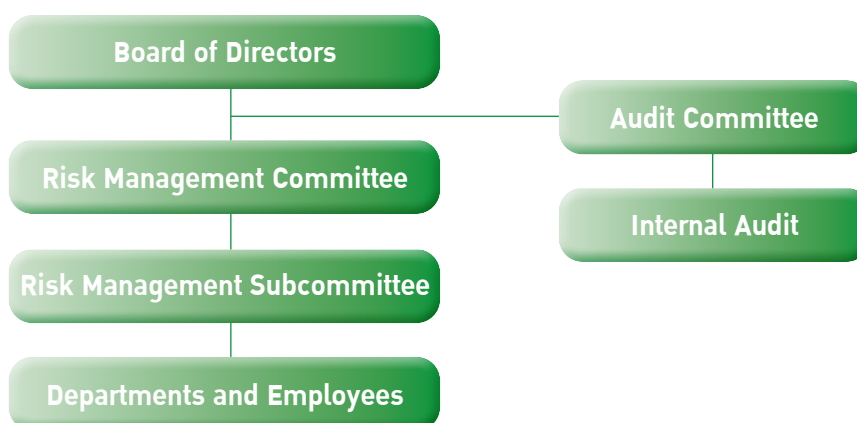 Board of Directors
Audit Committee
Risk Management Committee
Internal Audit
Risk Management Subcommittee
Departments and Employees